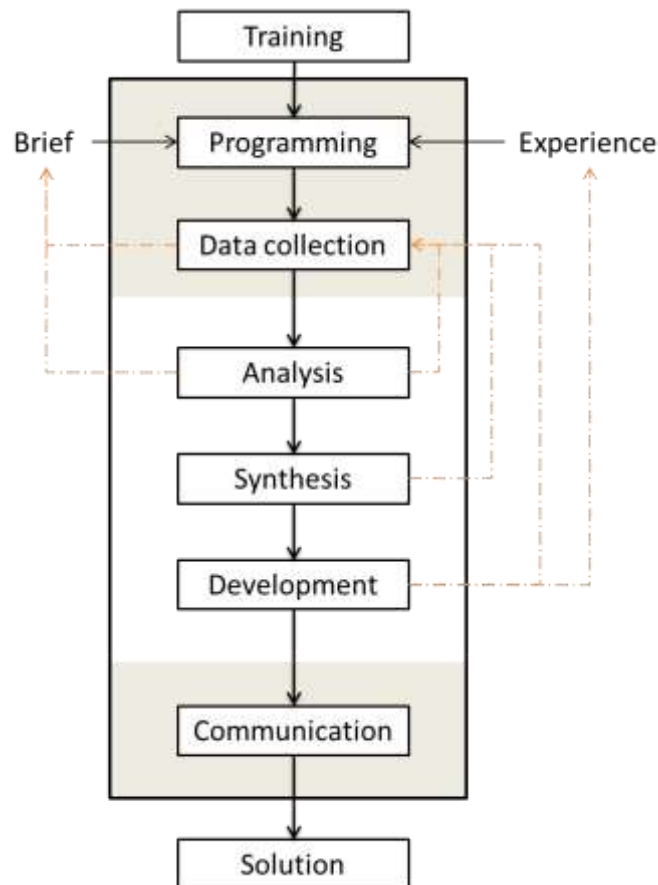 Training
Brief
Programming
Experience
Data collection
Analysis
Synthesis
Development
Communication
Solution